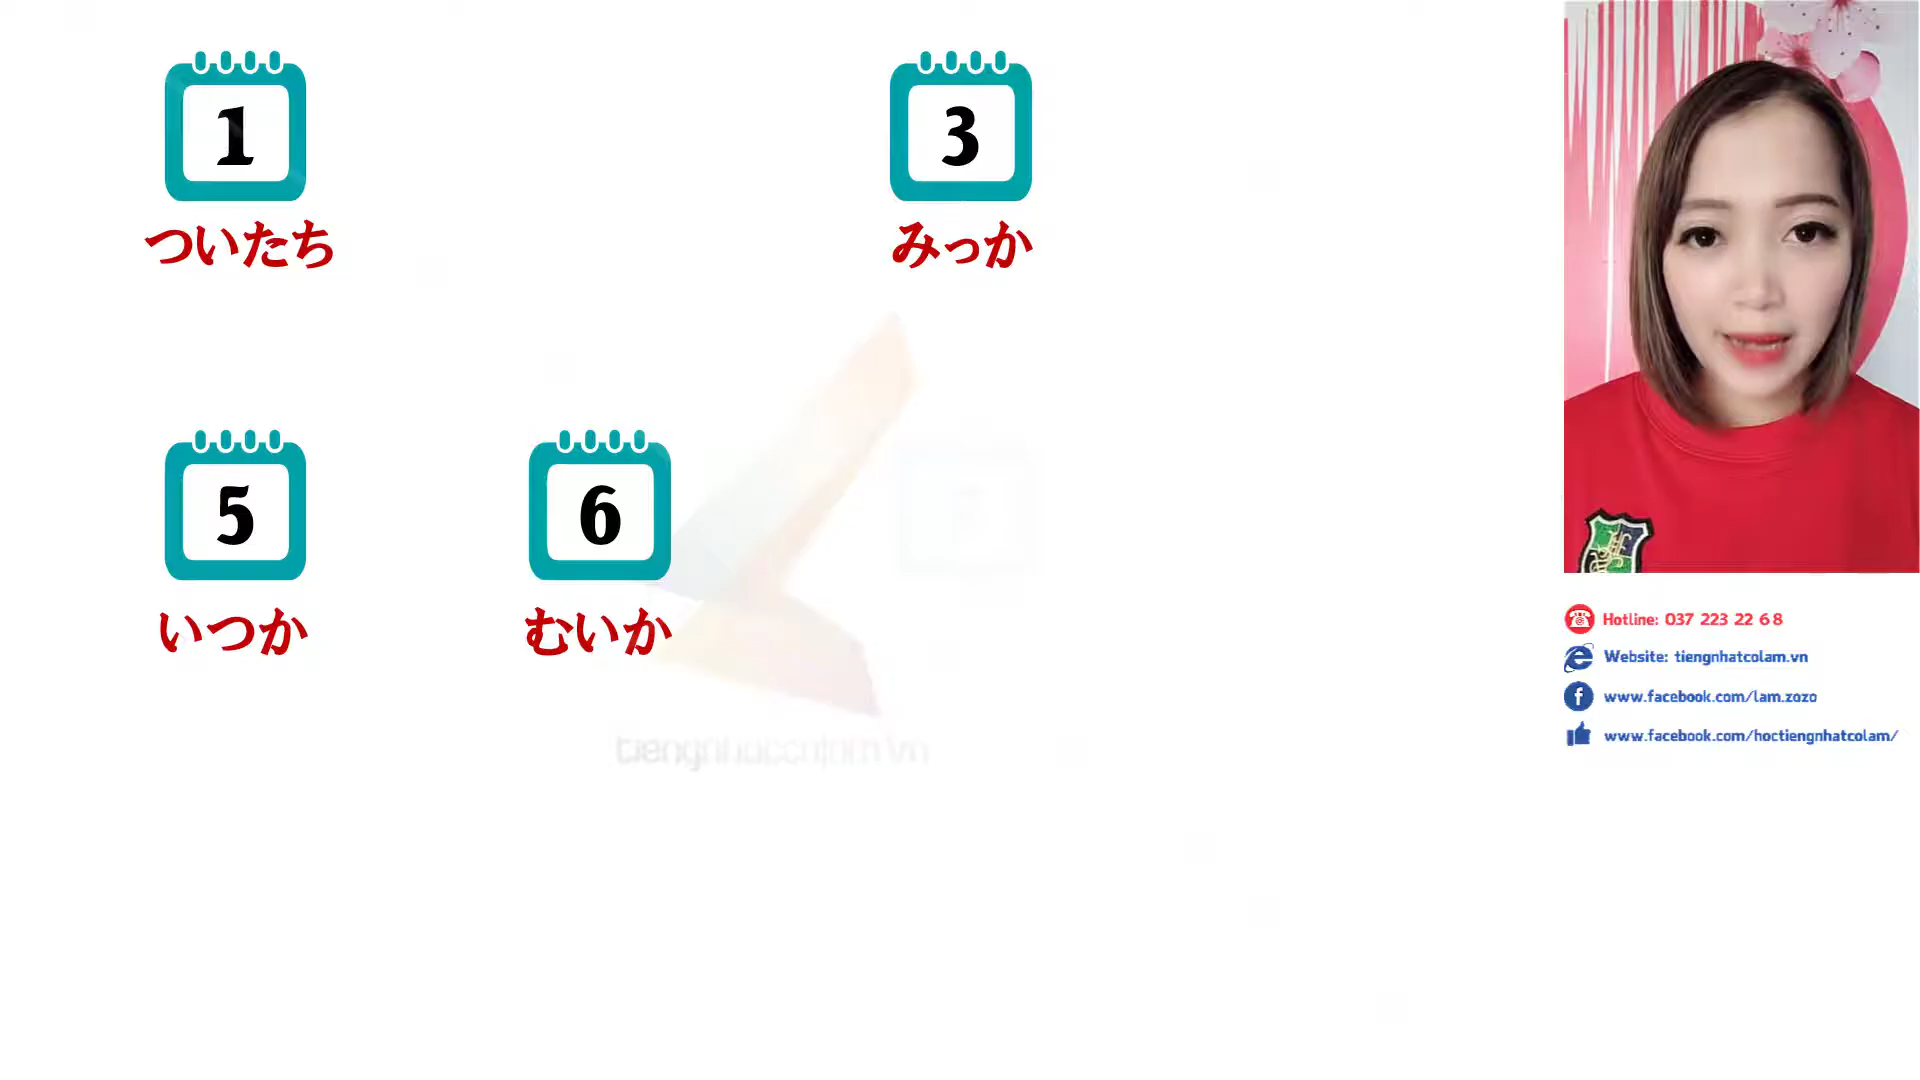 1
3
ついたち
みっか
5
6
いつか
むいか
Hotline: 037 223 22 68
Website: tiengnhatcolam.vn
www.facebook.com/lam.zozo
www.facebook.com/hoctiengnhatcolam/